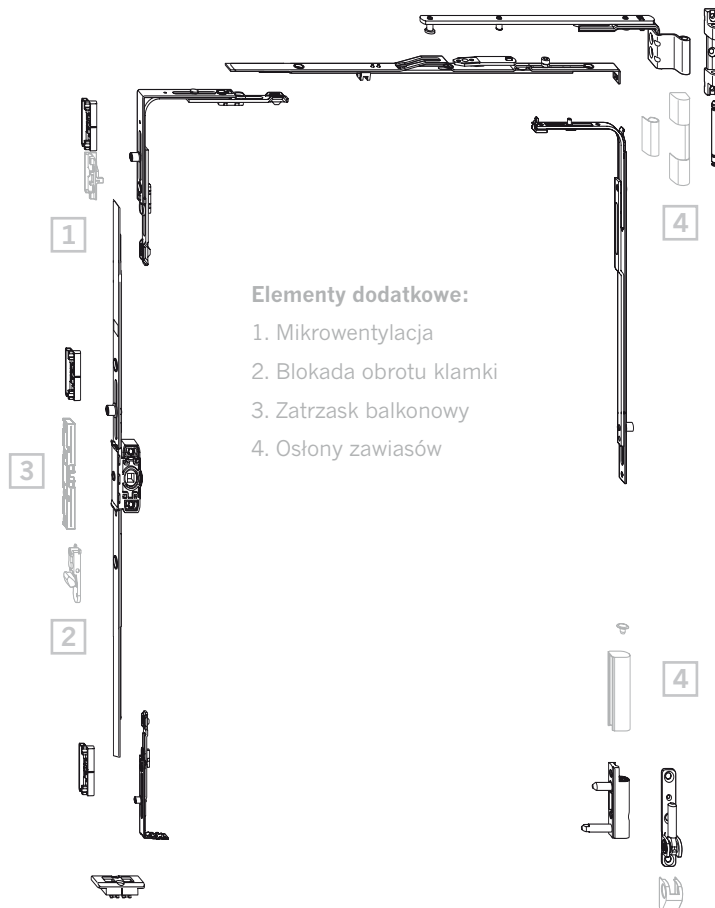 1
4
Elementy dodatkowe:
1. Mikrowentylacja
2. Blokada obrotu klamki
3. Zatrzask balkonowy
4. Osłony zawiasów
3
2
4